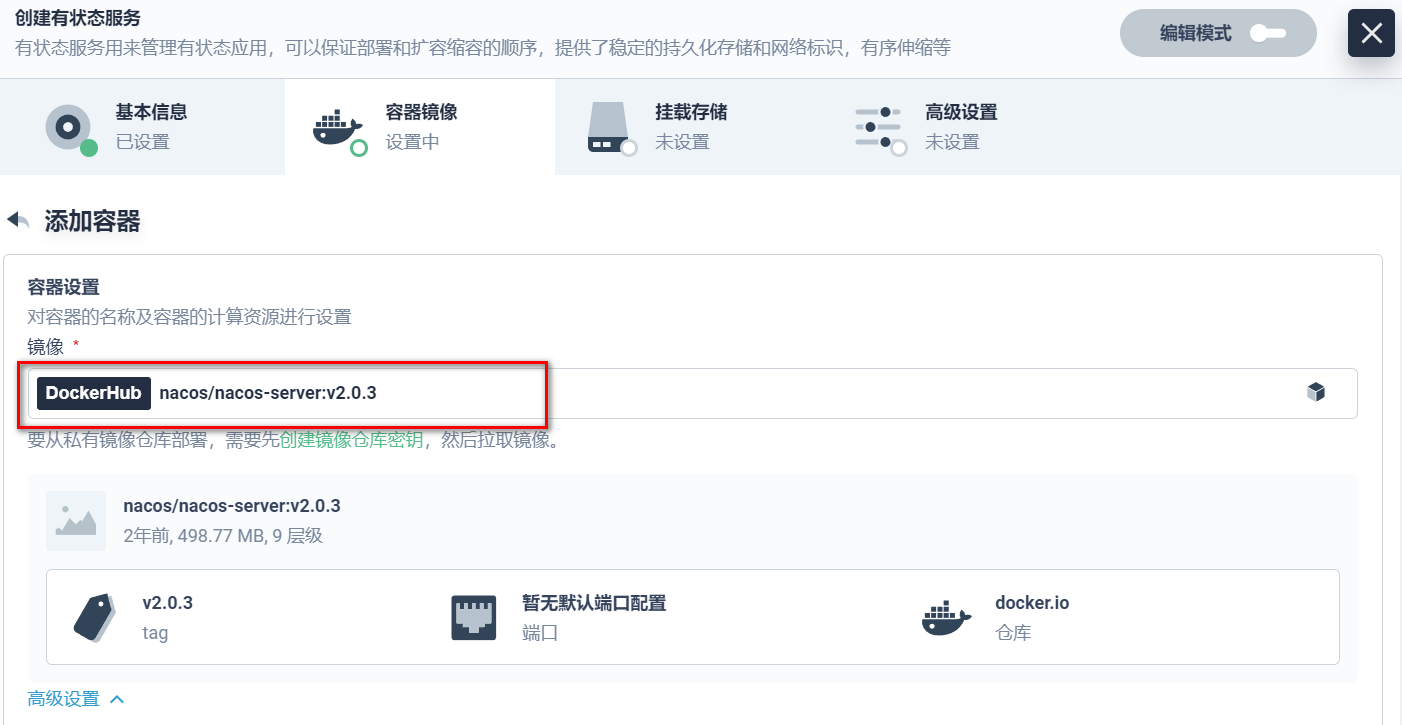 创建有状态服务
有状态服务用来管理有状态应用，可以保证部署和扩容缩容的顺序，提供了稳定的持久化存储和网络标识，有序伸缩等
编辑模式
基本信息
已设置
容器镜像
设置中
挂载存储
未设置
高级设置
未设置
添加容器
容器设置
对容器的名称及容器的计算资源进行设置
镜像 *
DockerHub nacos/nacos-server:v2.0.3
要从私有镜像仓库部署，需要先创建镜像仓库密钥，然后拉取镜像。
nacos/nacos-server:v2.0.3
2年前, 498.77 MB, 9 层级
v2.0.3
tag
暂无默认端口配置
端口
docker.io
仓库
高级设置